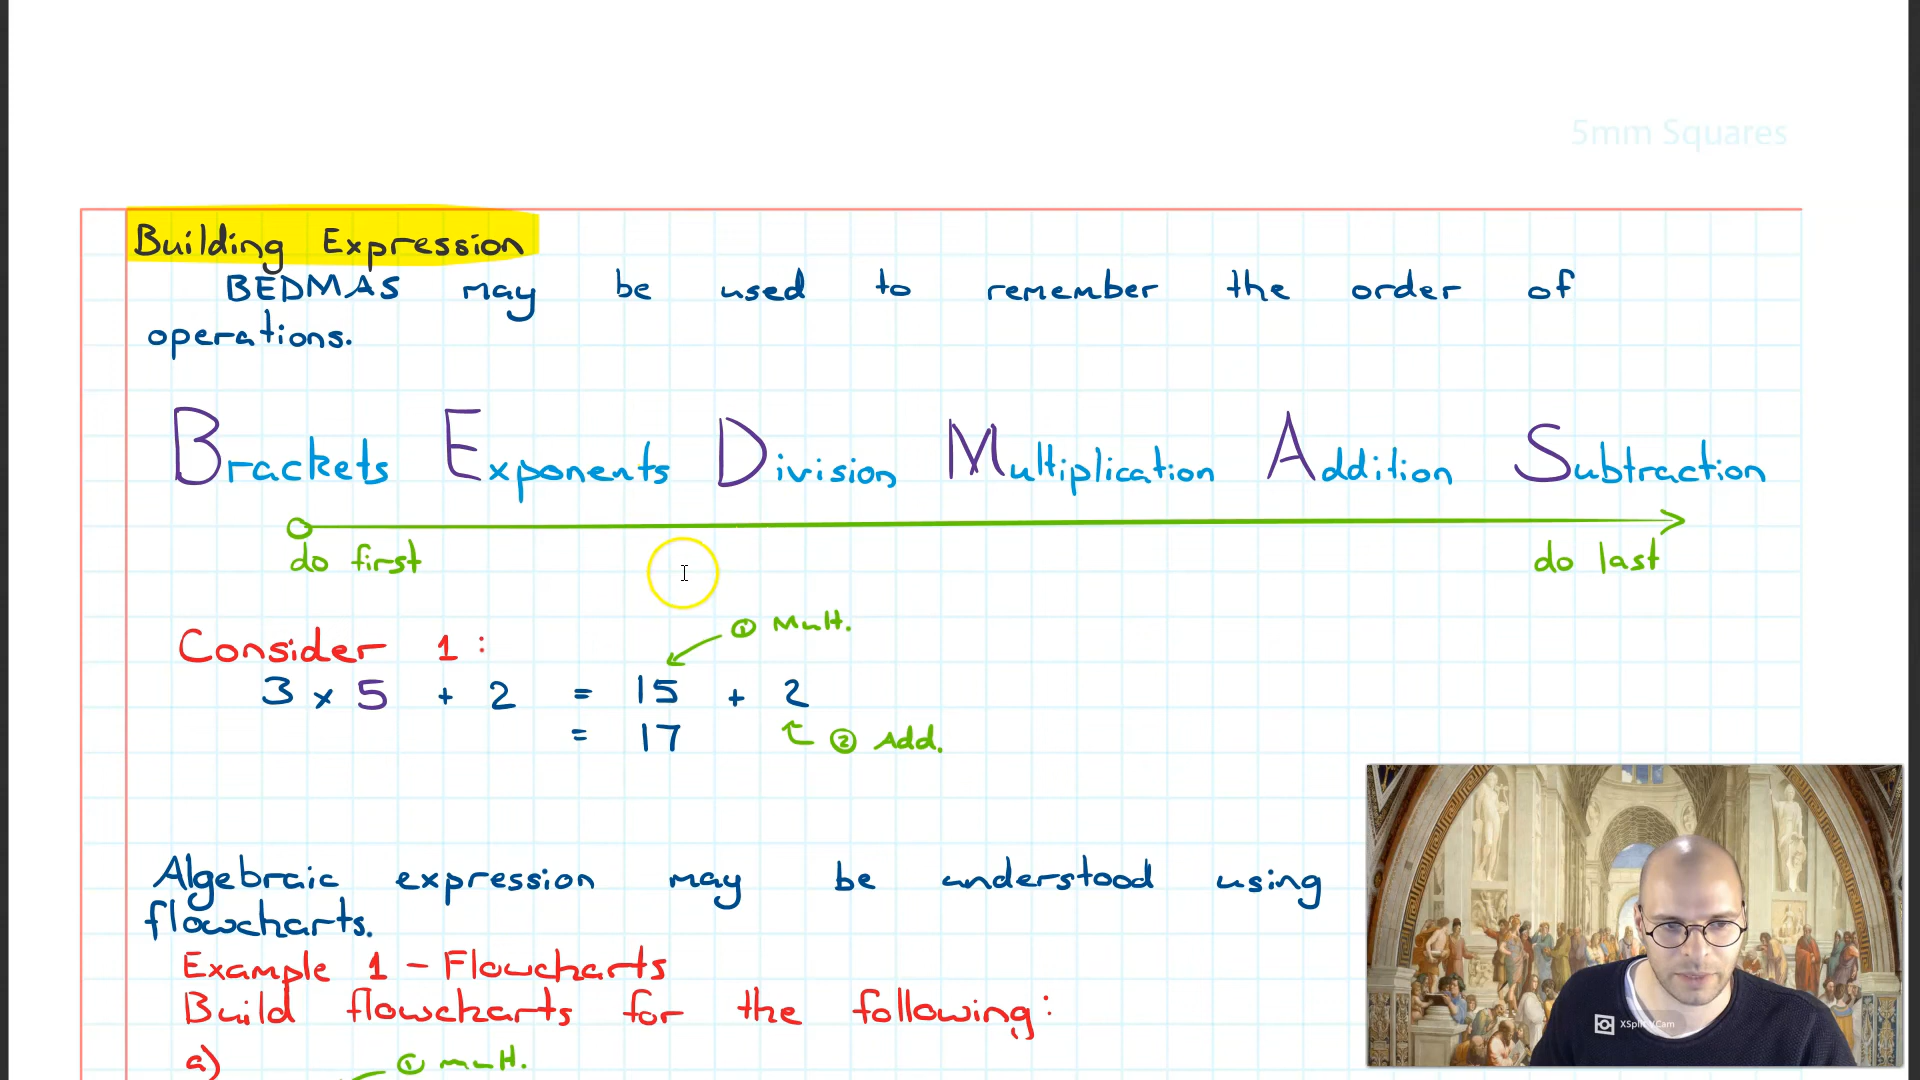 5mm Squares
Building Expression
BEDMAS may be used to remember the order of
operations.
Brackets Exponents Division Multiplication Addition Subtraction
do first
do last
① Mult.
Consider 1:
3 x 5 + 2 = 15 + 2
= 17
② Add.
Algebraic expression may be understood using
flowcharts.
Example 1 - Flowcharts
Build flowcharts for the following:
a)
① mult.
XSplit VCam